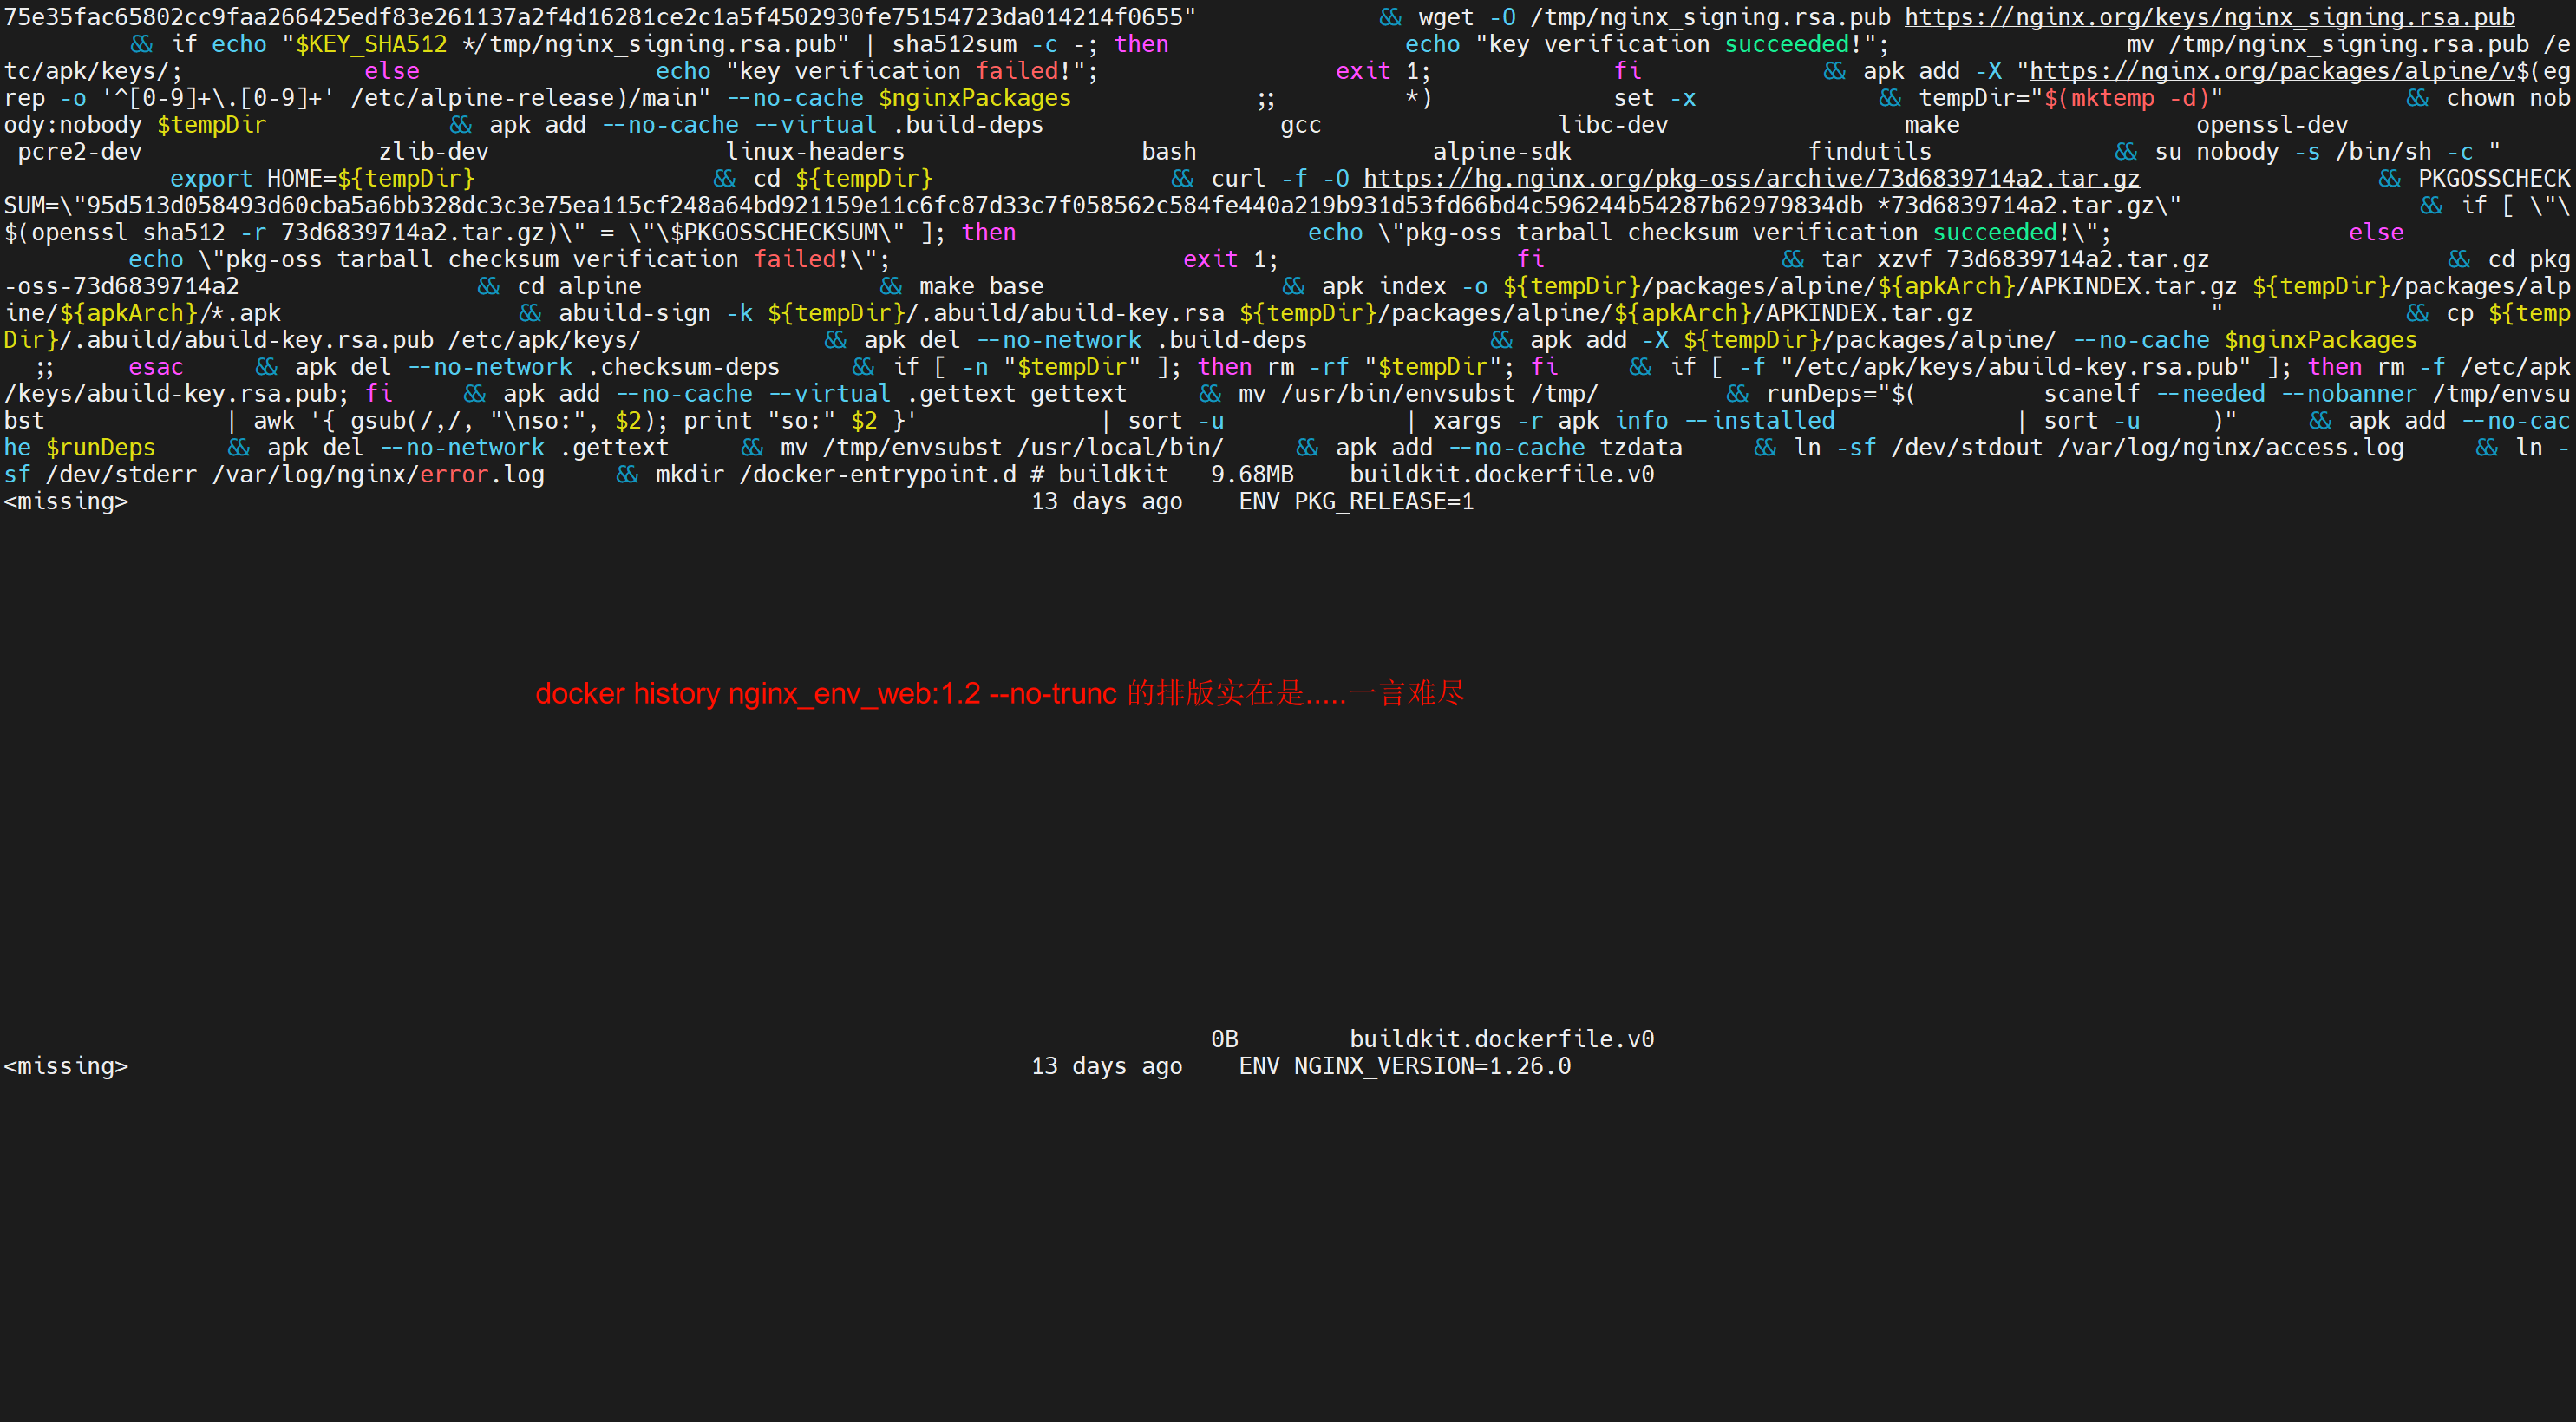 75e35fac65802cc9faa266425edf83e261137a2f4d16281ce2c1a5f4502930fe75154723da014214f0655"             && wget -O /tmp/nginx_signing.rsa.pub https://nginx.org/keys/nginx_signing.rsa.pub
         && if echo "$KEY_SHA512 */tmp/nginx_signing.rsa.pub" | sha512sum -c -; then                 echo "key verification succeeded!";                 mv /tmp/nginx_signing.rsa.pub /e
tc/apk/keys/;             else                 echo "key verification failed!";                 exit 1;             fi             && apk add -X "https://nginx.org/packages/alpine/v$(eg
rep -o '^[0-9]+\.[0-9]+' /etc/alpine-release)/main" --no-cache $nginxPackages             ;;         *)             set -x             && tempDir="$(mktemp -d)"             && chown nob
ody:nobody $tempDir             && apk add --no-cache --virtual .build-deps                 gcc                 libc-dev                 make                 openssl-dev
 pcre2-dev                 zlib-dev                 linux-headers                 bash                 alpine-sdk                 findutils             && su nobody -s /bin/sh -c "
            export HOME=${tempDir}                 && cd ${tempDir}                 && curl -f -O https://hg.nginx.org/pkg-oss/archive/73d6839714a2.tar.gz                 && PKGOSSCHECK
SUM=\"95d513d058493d60cba5a6bb328dc3c3e75ea115cf248a64bd921159e11c6fc87d33c7f058562c584fe440a219b931d53fd66bd4c596244b54287b62979834db *73d6839714a2.tar.gz\"                 && if [ \"\
$(openssl sha512 -r 73d6839714a2.tar.gz)\" = \"\$PKGOSSCHECKSUM\" ]; then                     echo \"pkg-oss tarball checksum verification succeeded!\";                 else
         echo \"pkg-oss tarball checksum verification failed!\";                     exit 1;                 fi                 && tar xzvf 73d6839714a2.tar.gz                 && cd pkg
-oss-73d6839714a2                 && cd alpine                 && make base                 && apk index -o ${tempDir}/packages/alpine/${apkArch}/APKINDEX.tar.gz ${tempDir}/packages/alp
ine/${apkArch}/*.apk                 && abuild-sign -k ${tempDir}/.abuild/abuild-key.rsa ${tempDir}/packages/alpine/${apkArch}/APKINDEX.tar.gz                 "             && cp ${temp
Dir}/.abuild/abuild-key.rsa.pub /etc/apk/keys/             && apk del --no-network .build-deps             && apk add -X ${tempDir}/packages/alpine/ --no-cache $nginxPackages
  ;;     esac     && apk del --no-network .checksum-deps     && if [ -n "$tempDir" ]; then rm -rf "$tempDir"; fi     && if [ -f "/etc/apk/keys/abuild-key.rsa.pub" ]; then rm -f /etc/apk
/keys/abuild-key.rsa.pub; fi     && apk add --no-cache --virtual .gettext gettext     && mv /usr/bin/envsubst /tmp/         && runDeps="$(         scanelf --needed --nobanner /tmp/envsu
bst             | awk '{ gsub(/,/, "\nso:", $2); print "so:" $2 }'             | sort -u             | xargs -r apk info --installed             | sort -u     )"     && apk add --no-cac
he $runDeps     && apk del --no-network .gettext     && mv /tmp/envsubst /usr/local/bin/     && apk add --no-cache tzdata     && ln -sf /dev/stdout /var/log/nginx/access.log     && ln -
sf /dev/stderr /var/log/nginx/error.log     && mkdir /docker-entrypoint.d # buildkit   9.68MB    buildkit.dockerfile.v0
<missing>                                                                 13 days ago    ENV PKG_RELEASE=1
docker history nginx_env_web:1.2 --no-trunc 的排版实在是.....一言难尽
0B        buildkit.dockerfile.v0
<missing>                                                                 13 days ago    ENV NGINX_VERSION=1.26.0